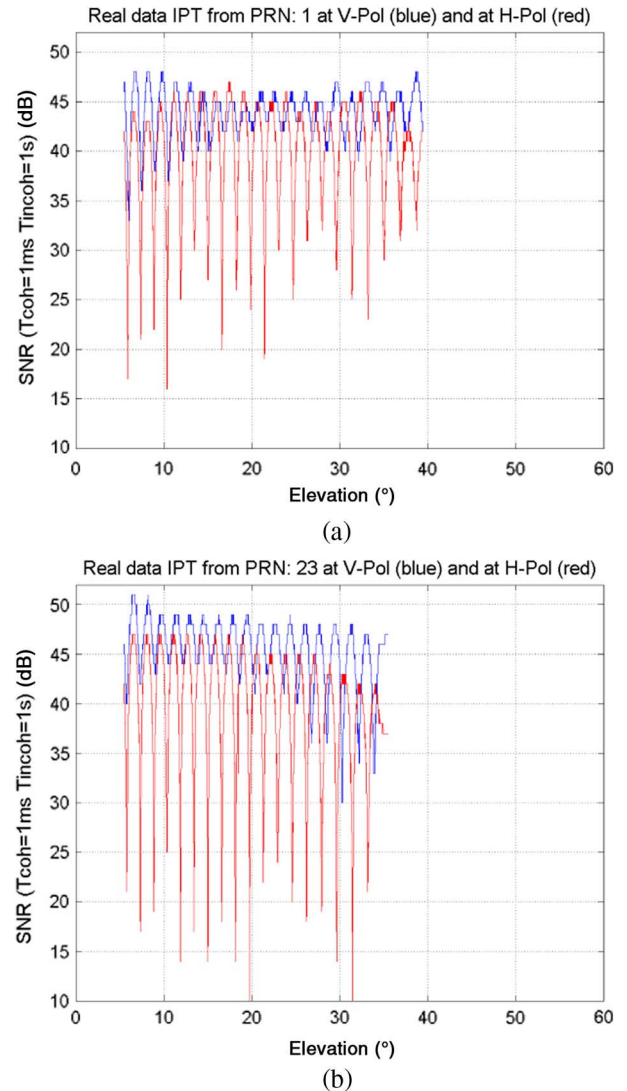 Real data IPT from PRN: 1 at V-Pol (blue) and at H-Pol (red)
SNR (Tcoh=1ms Tincoh=1s) (dB)
50
45
40
35
30
25
20
15
10
0 10 20 30 40 50 60
Elevation (°)
(a)
Real data IPT from PRN: 23 at V-Pol (blue) and at H-Pol (red)
SNR (Tcoh=1ms Tincoh=1s) (dB)
50
45
40
35
30
25
20
15
10
0 10 20 30 40 50 60
Elevation (°)
(b)